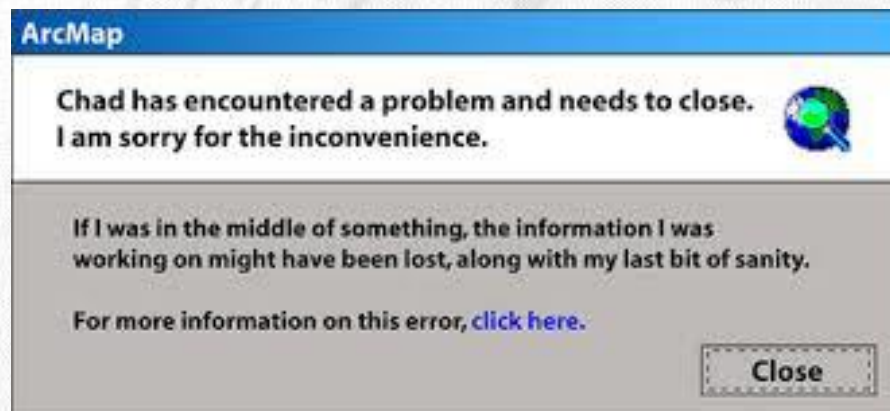 ArcMap
Chad has encountered a problem and needs to close.
I am sorry for the inconvenience.
If I was in the middle of something, the information I was
working on might have been lost, along with my last bit of sanity.
For more information on this error, click here.
Close